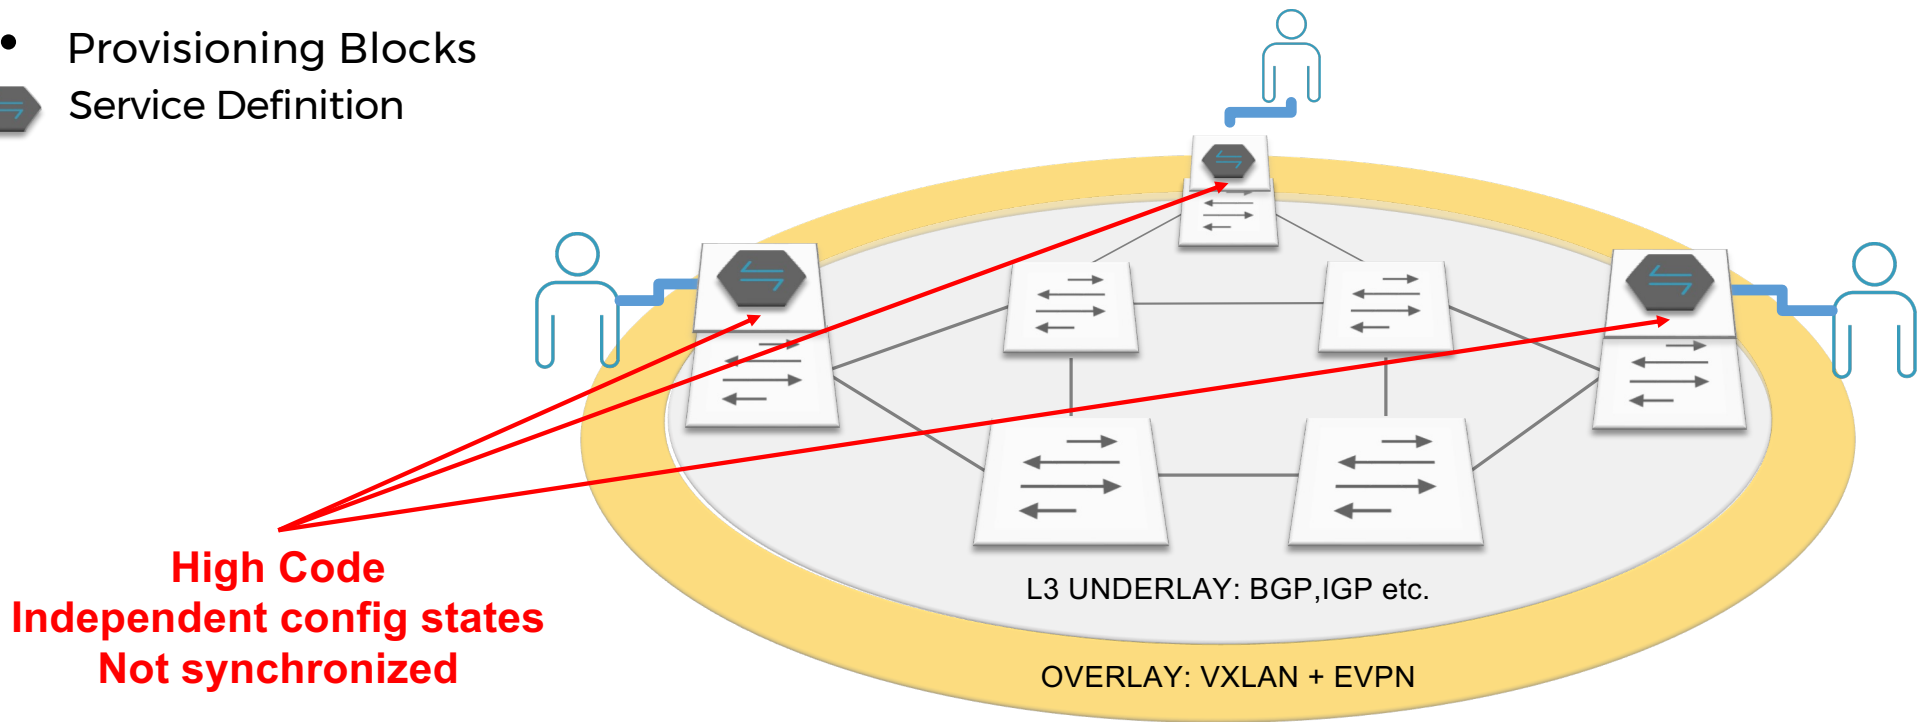 • Provisioning Blocks
Service Definition
High Code
Independent config states
Not synchronized
L3 UNDERLAY: BGP,IGP etc.
OVERLAY: VXLAN + EVPN